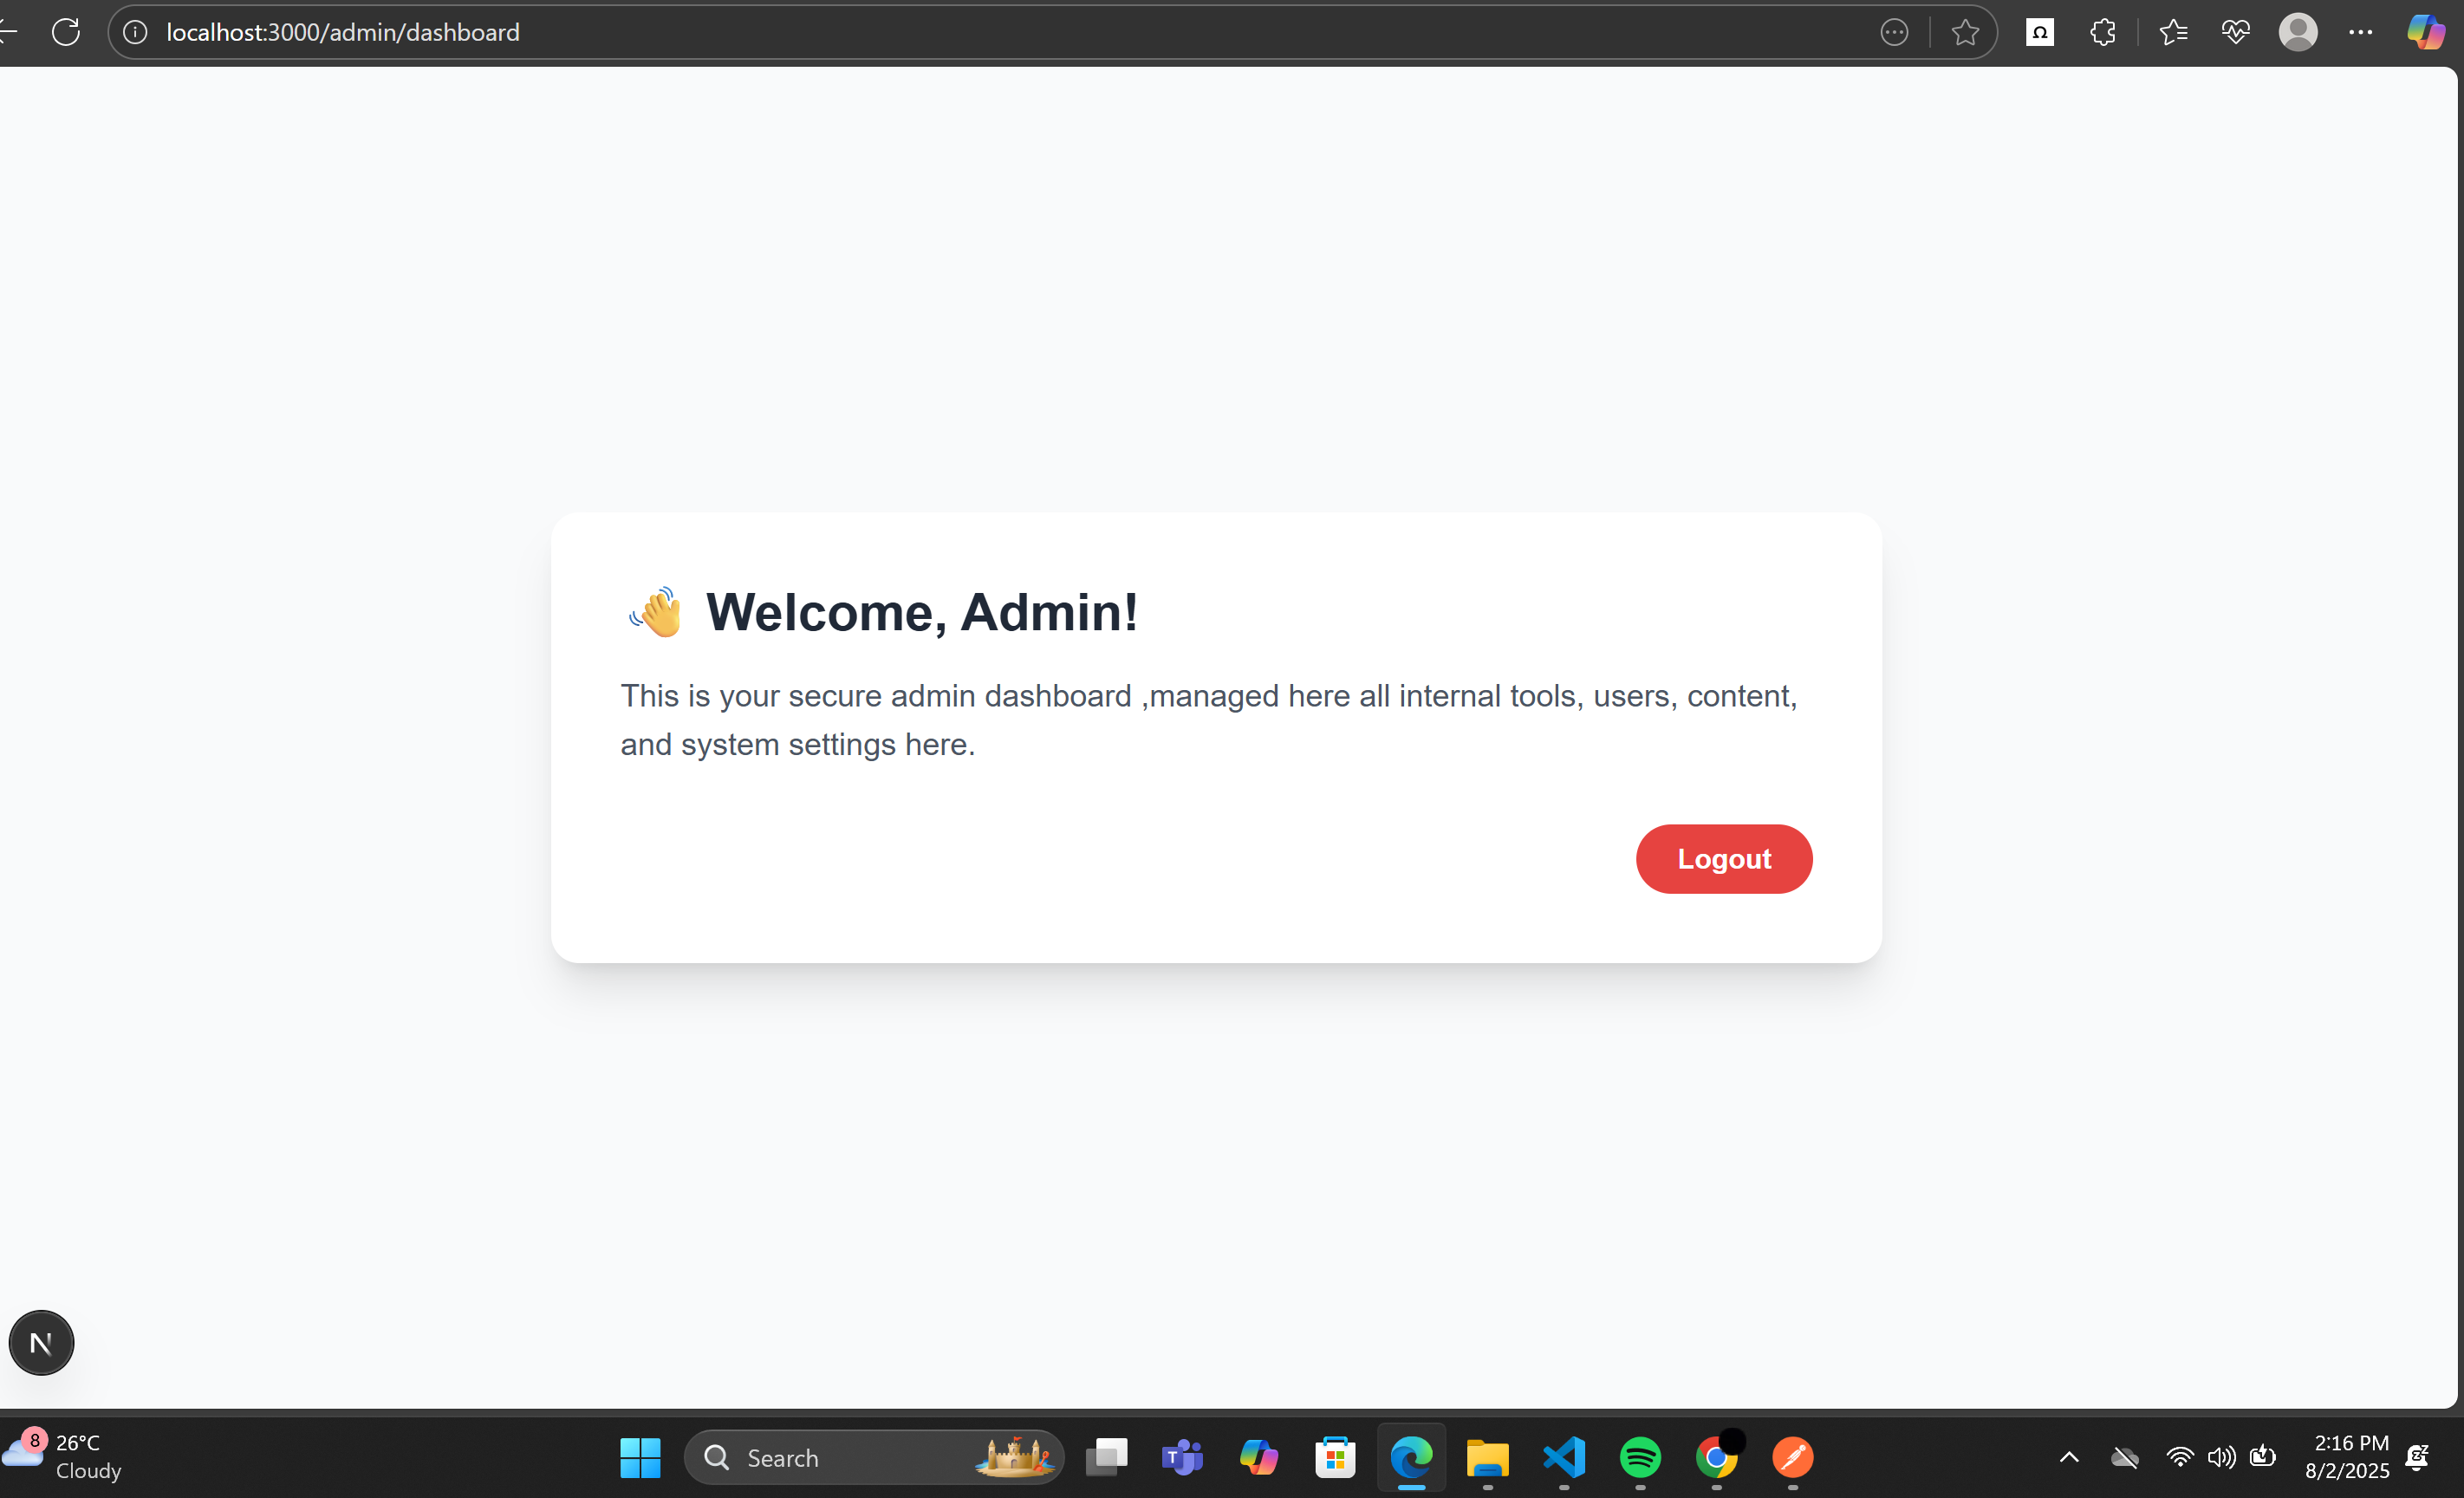 localhost:3000/admin/dashboard
Ω
👋 Welcome, Admin!
This is your secure admin dashboard ,managed here all internal tools, users, content,
and system settings here.
Logout
N
8
26°C
Cloudy
Search
T
2:16 PM
8/2/2025